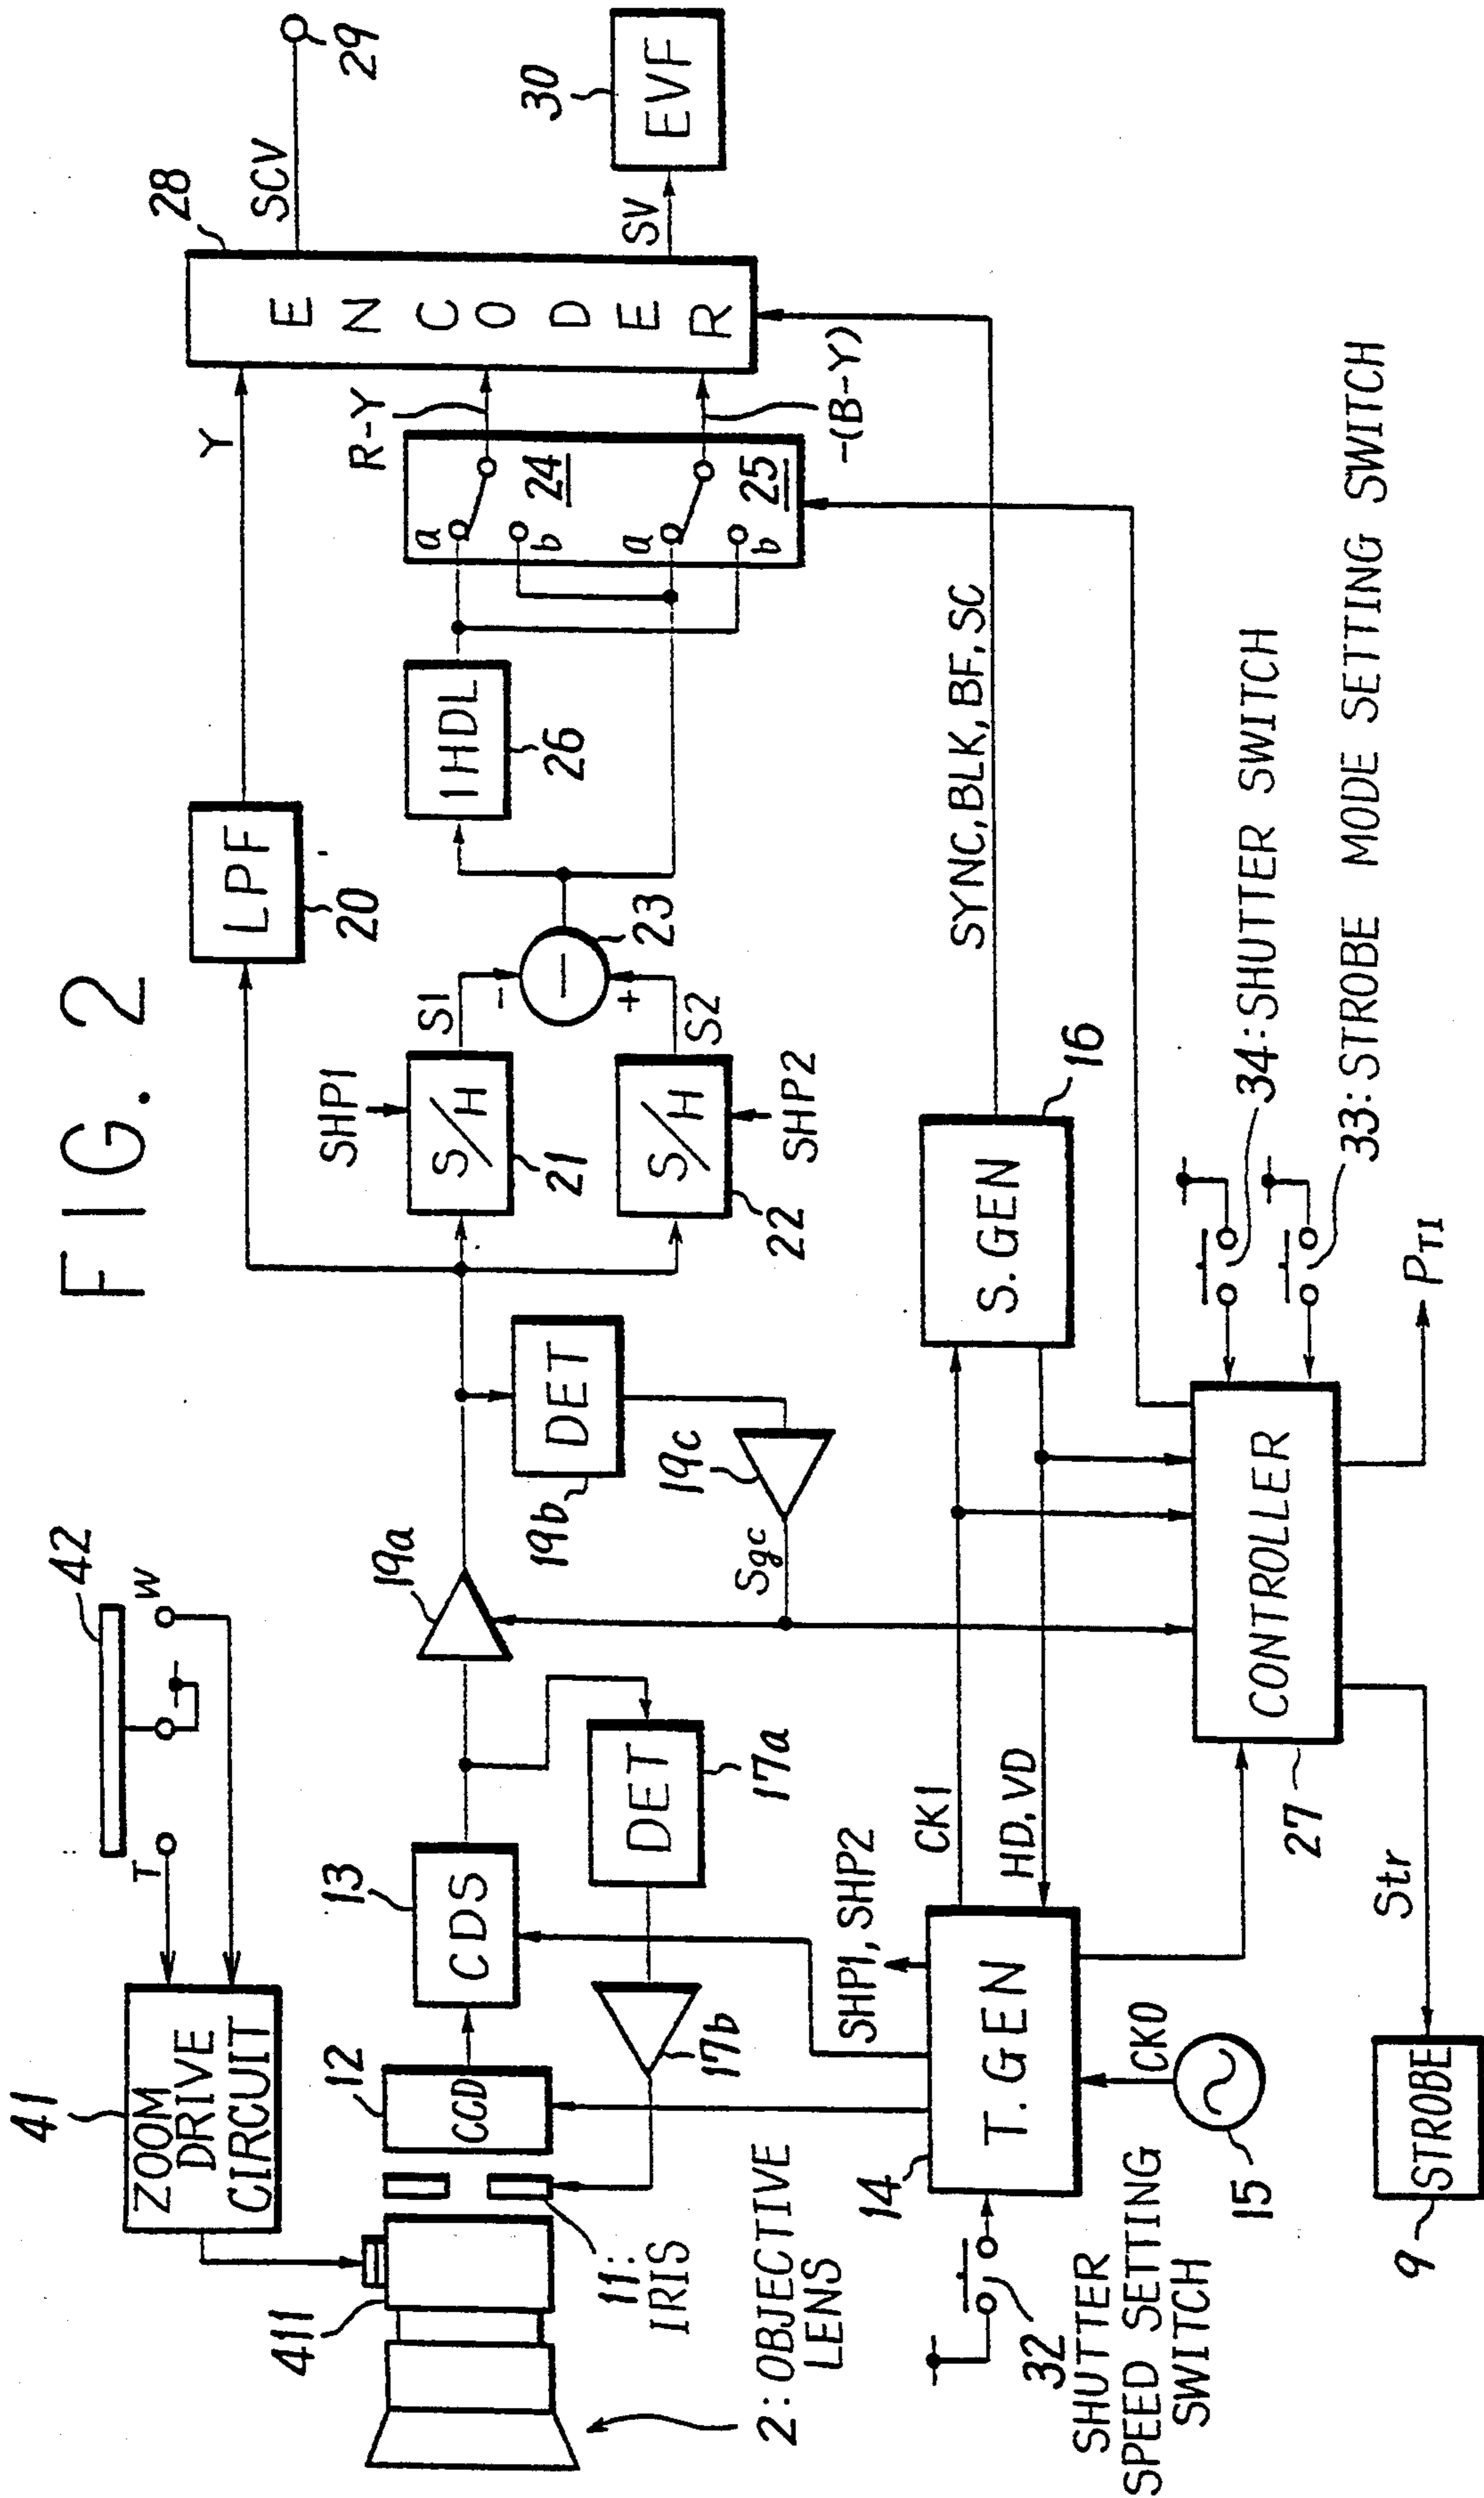 FIG. 2
41
ZOOM
DRIVE
CIRCUIT
T
W
42
411
2:OBJECTIVE
LENS
11:
IRIS
12
CCD
13
CDS
DET
17a
17b
19a
DET
19b
19c
Sgc
LPF
20
Y
SHP1
S/H
21
S1
-
S/H
22
SHP2
S2
+
23
1HDL
26
a
b
24
a
b
25
R-Y
-(B-Y)
28
ENCODER
SCV
29
SV
30
EVF
SHP1, SHP2
CK1
HD,VD
14
T.GEN
CK0
15
32
SHUTTER
SPEED SETTING
SWITCH
S.GEN
16
SYNC,BLK,BF,SC
CONTROLLER
27
34:SHUTTER SWITCH
33:STROBE MODE SETTING SWITCH
PTI
Str
STROBE
9